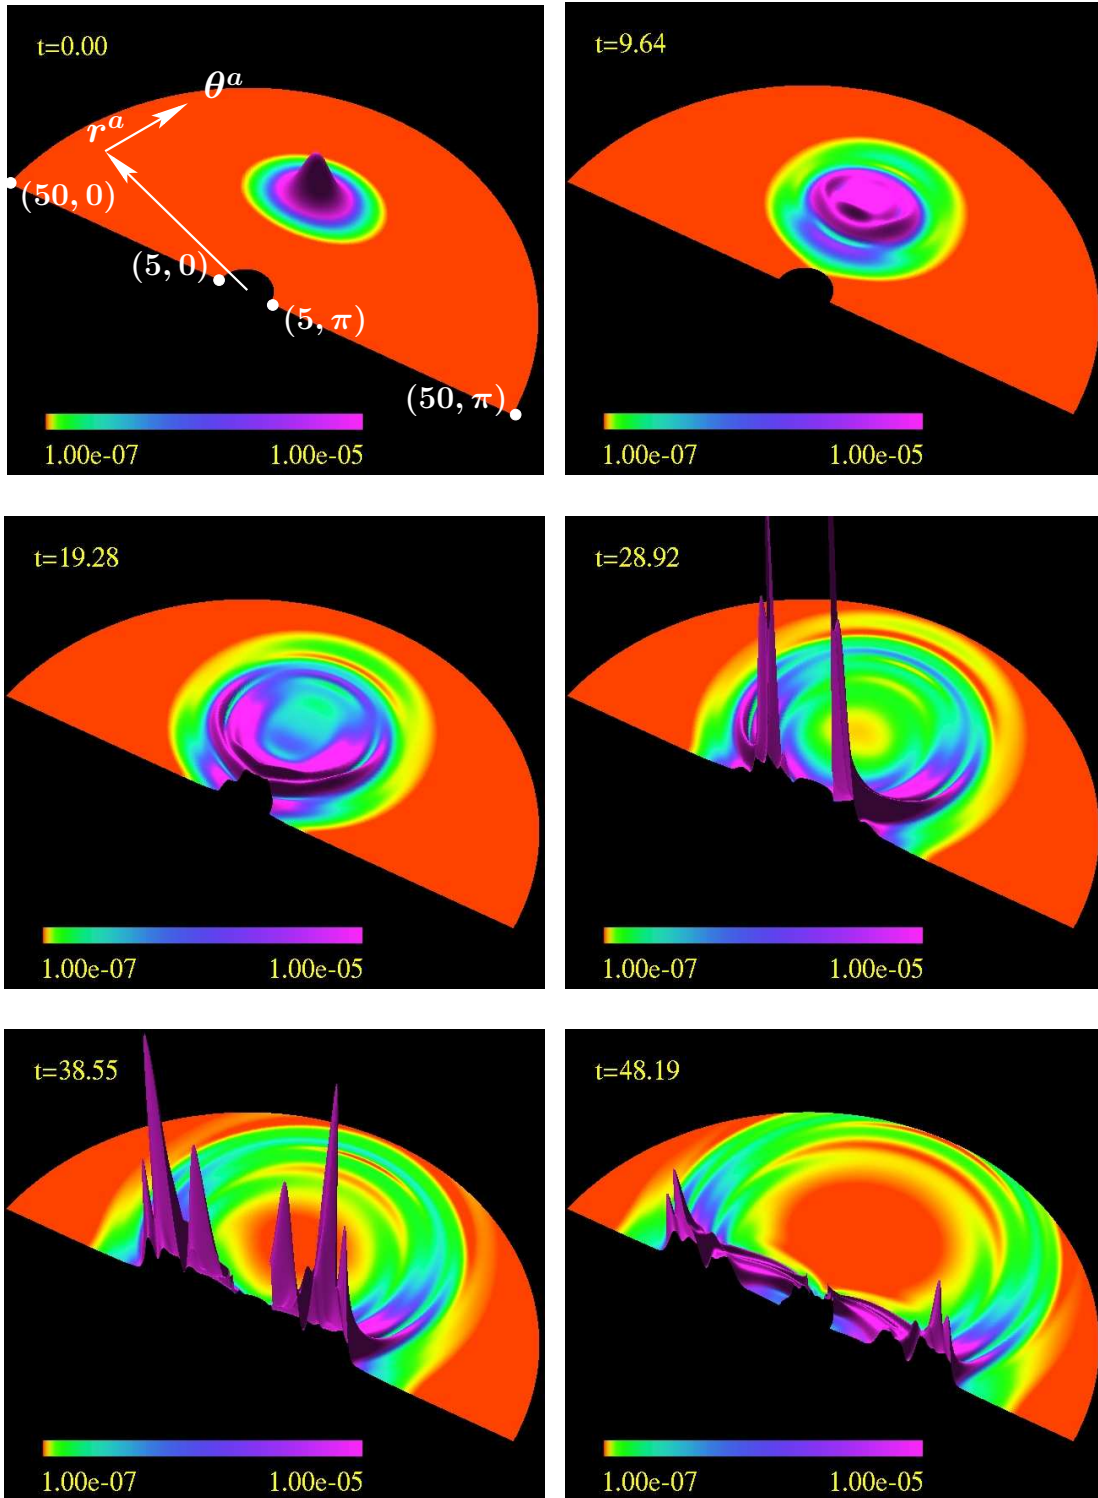 t=0.00
θ^a
r^a
(50, 0)
(5, 0)
(5, π)
(50, π)
1.00e-07 1.00e-05
t=9.64
1.00e-07 1.00e-05
t=19.28
1.00e-07 1.00e-05
t=28.92
1.00e-07 1.00e-05
t=38.55
1.00e-07 1.00e-05
t=48.19
1.00e-07 1.00e-05